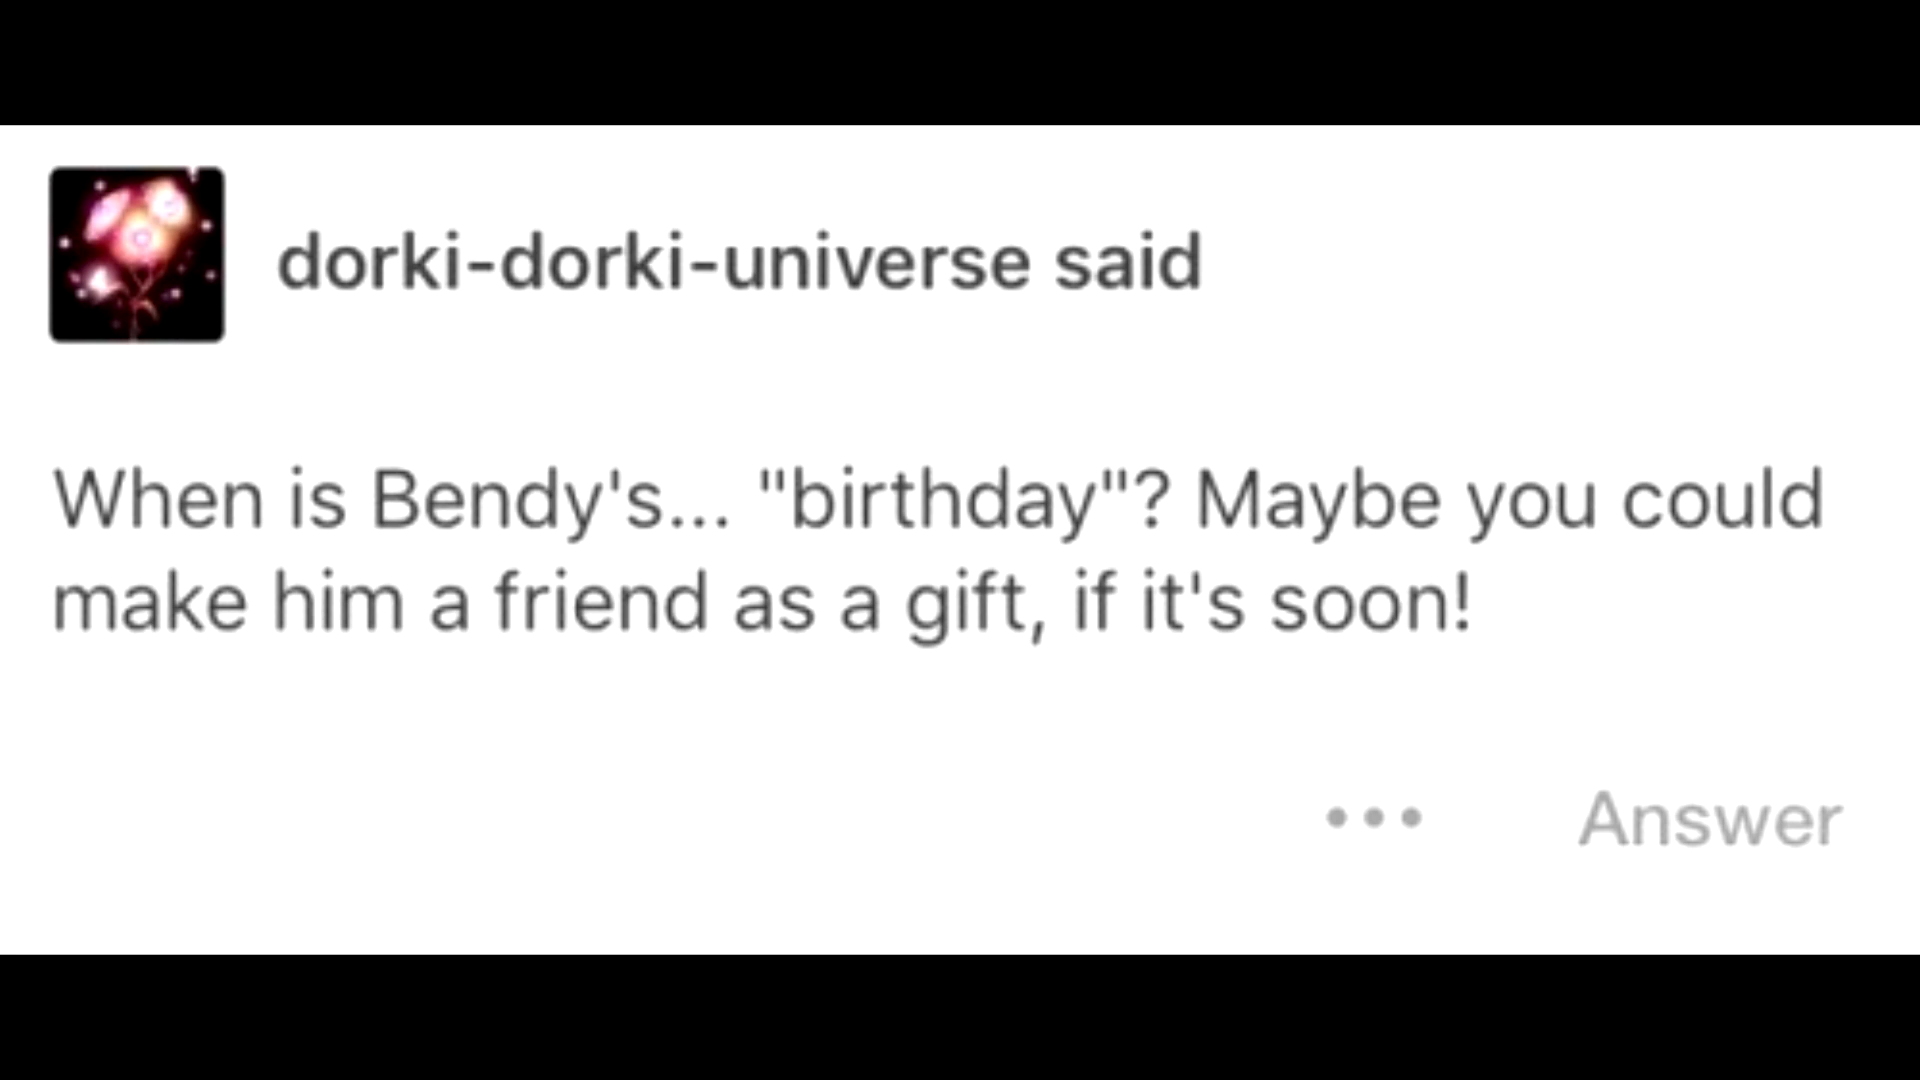 dorki-dorki-universe said
When is Bendy's... "birthday"? Maybe you could
make him a friend as a gift, if it's soon!
Answer